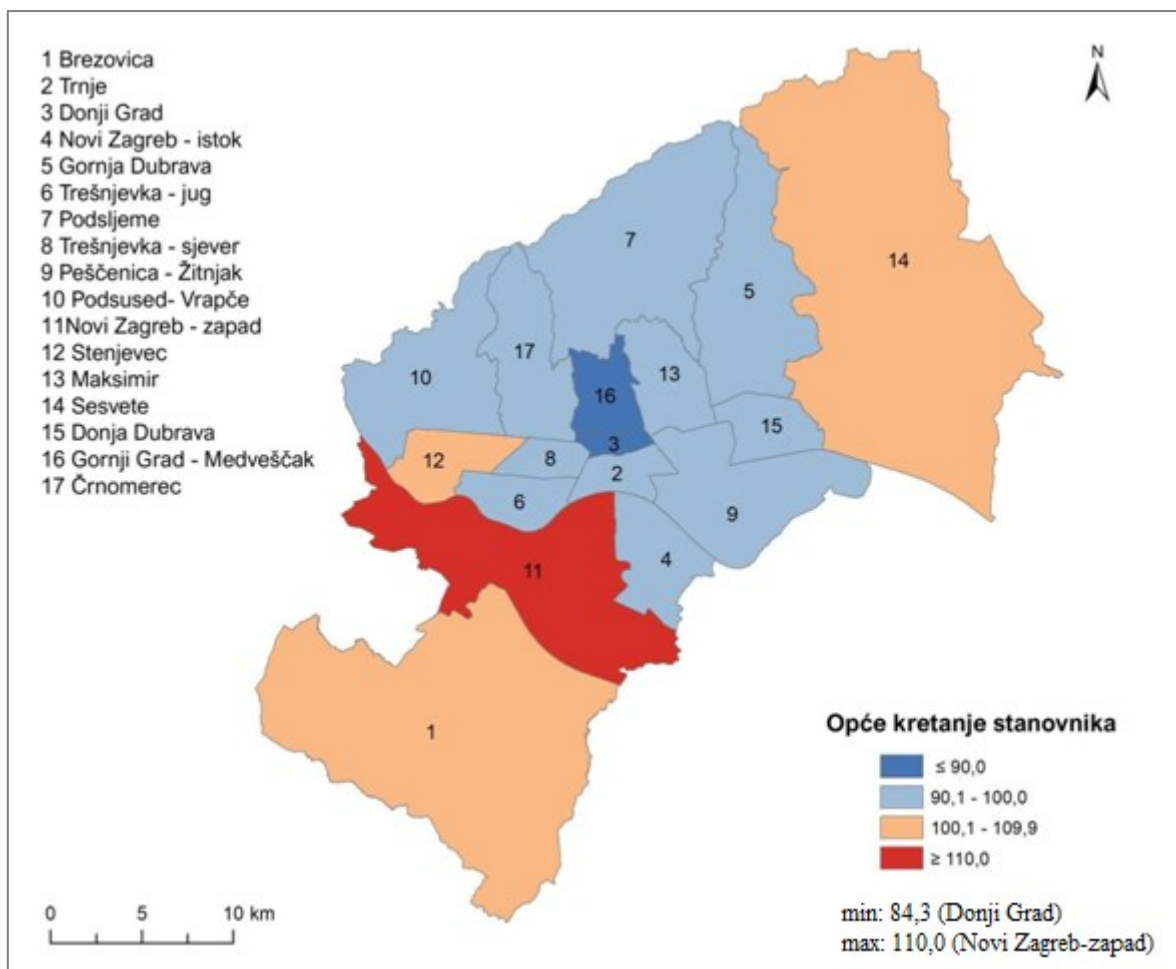 1 Brezovica
2 Trnje
3 Donji Grad
4 Novi Zagreb - istok
5 Gornja Dubrava
6 Trešnjevka - jug
7 Podsljeme
8 Trešnjevka - sjever
9 Peščenica - Žitnjak
10 Podsused- Vrapče
11Novi Zagreb - zapad
12 Stenjevec
13 Maksimir
14 Sesvete
15 Donja Dubrava
16 Gornji Grad - Medveščak
17 Črnomerec
N
7
14
5
17
13
10
16
15
3
12
8
2
6
9
4
11
1
Opće kretanje stanovnika
≤ 90,0
90,1 - 100,0
100,1 - 109,9
≥ 110,0
0 5 10 km
min: 84,3 (Donji Grad)
max: 110,0 (Novi Zagreb-zapad)